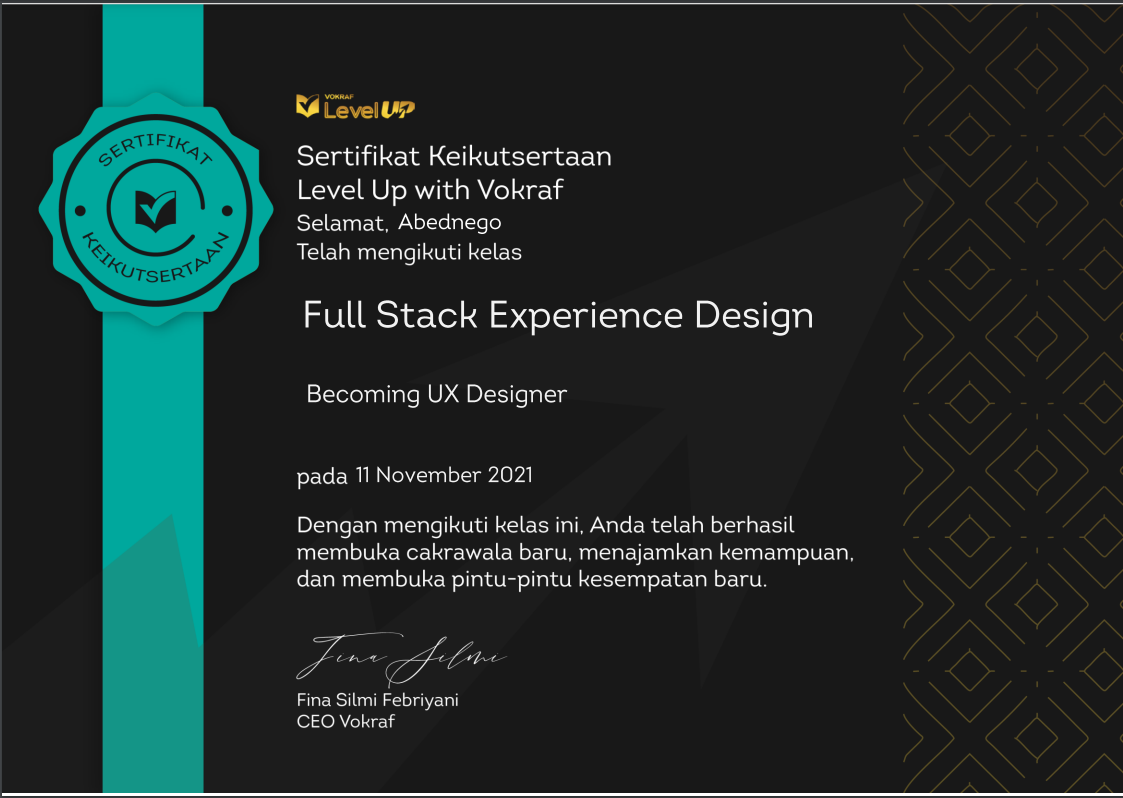 SERTIFIKAT
KEIKUTSERTAAN
VOKRAF
Level UP
Sertifikat Keikutsertaan
Level Up with Vokraf
Selamat, Abednego
Telah mengikuti kelas
Full Stack Experience Design
Becoming UX Designer
pada 11 November 2021
Dengan mengikuti kelas ini, Anda telah berhasil
membuka cakrawala baru, menajamkan kemampuan,
dan membuka pintu-pintu kesempatan baru.
Fina Silmi
Fina Silmi Febriyani
CEO Vokraf